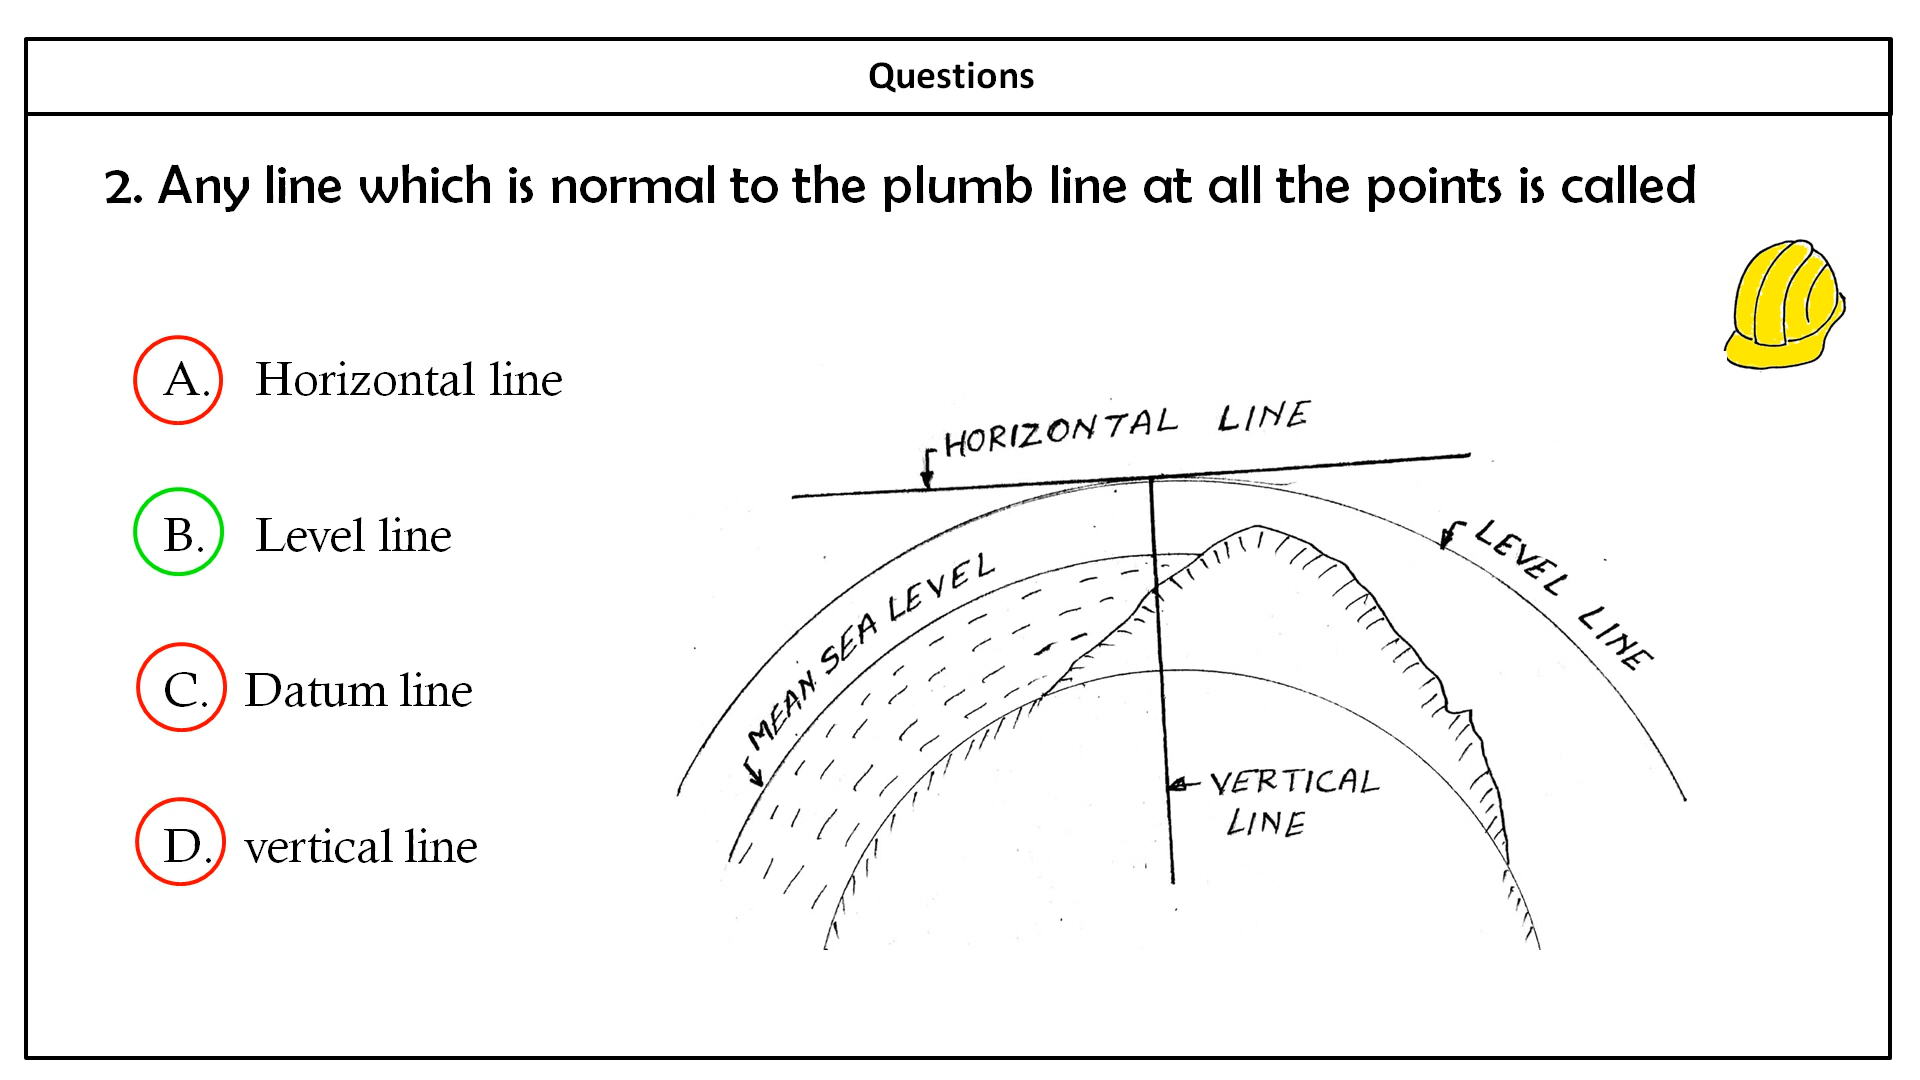 Questions
2. Any line which is normal to the plumb line at all the points is called
A. Horizontal line
B. Level line
C. Datum line
D. vertical line
HORIZONTAL LINE
LEVEL LINE
MEAN SEA LEVEL
VERTICAL
LINE